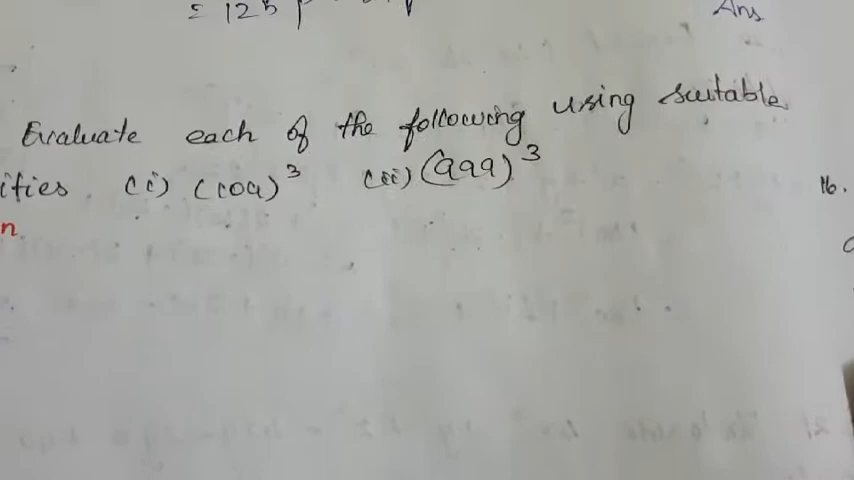 = 125 p
Ans
Evaluate each of the following using suitable
ities (i) (104)³ (ii) (999)³
n
16.